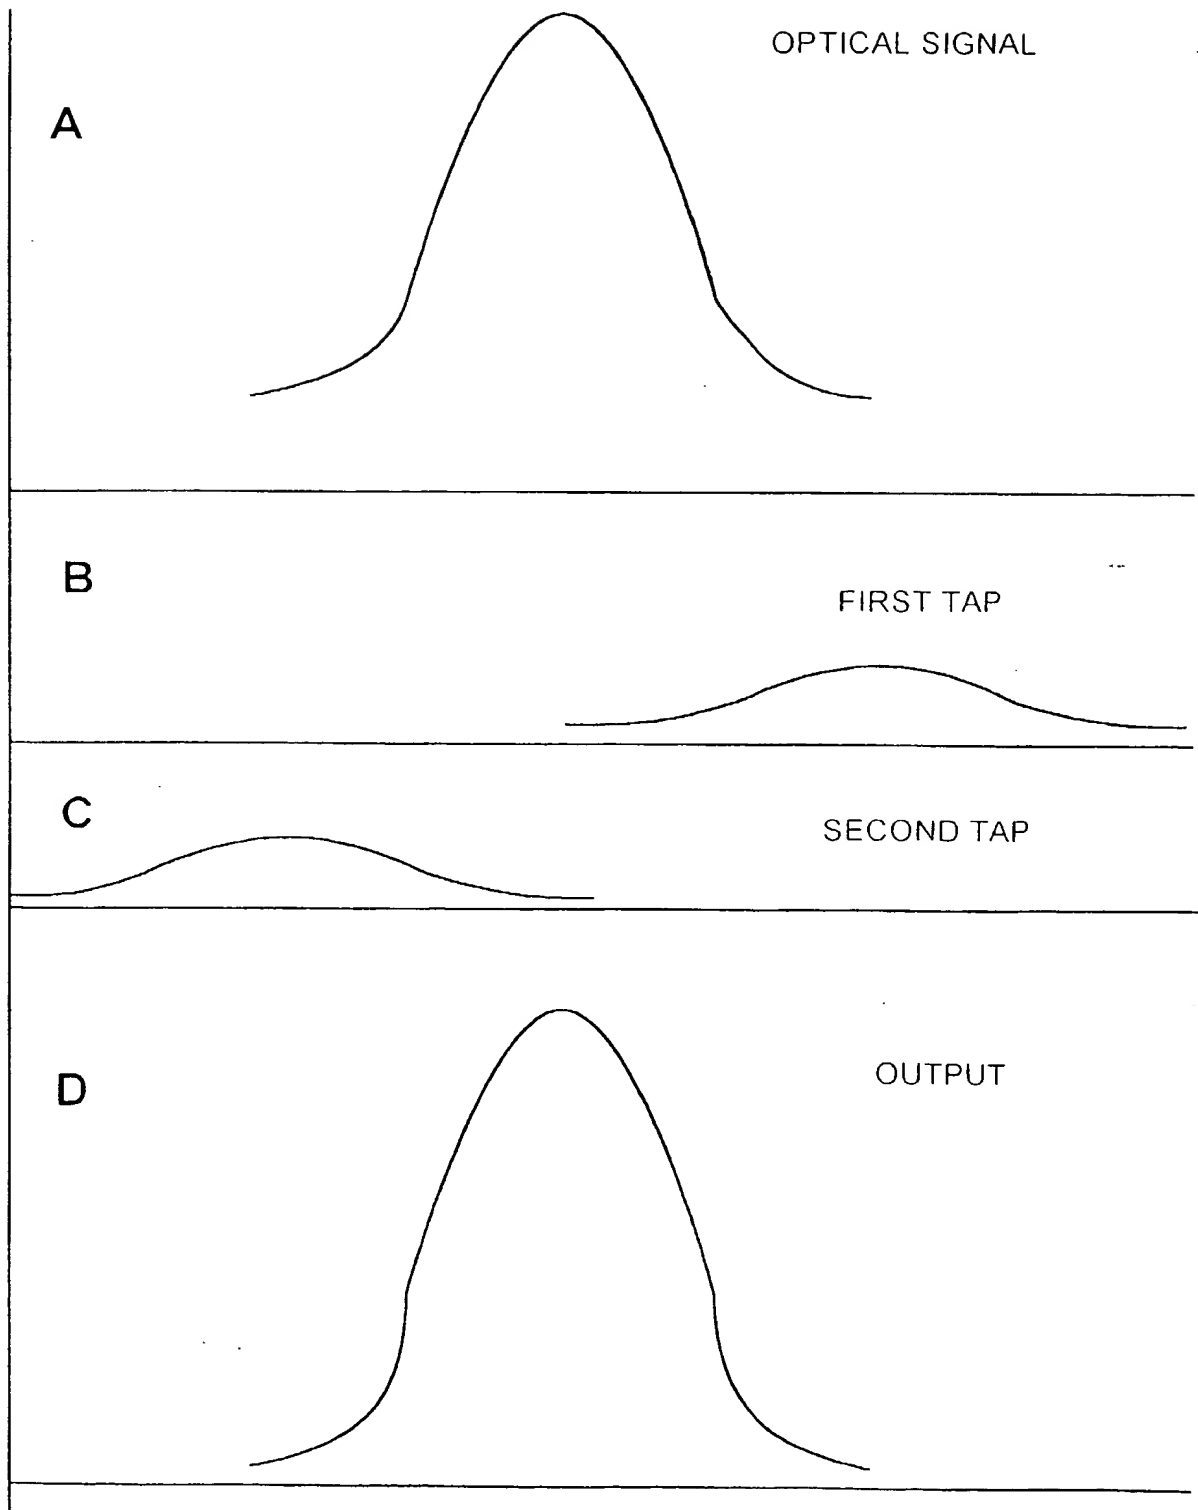 OPTICAL SIGNAL
A
B
FIRST TAP
C
SECOND TAP
D
OUTPUT